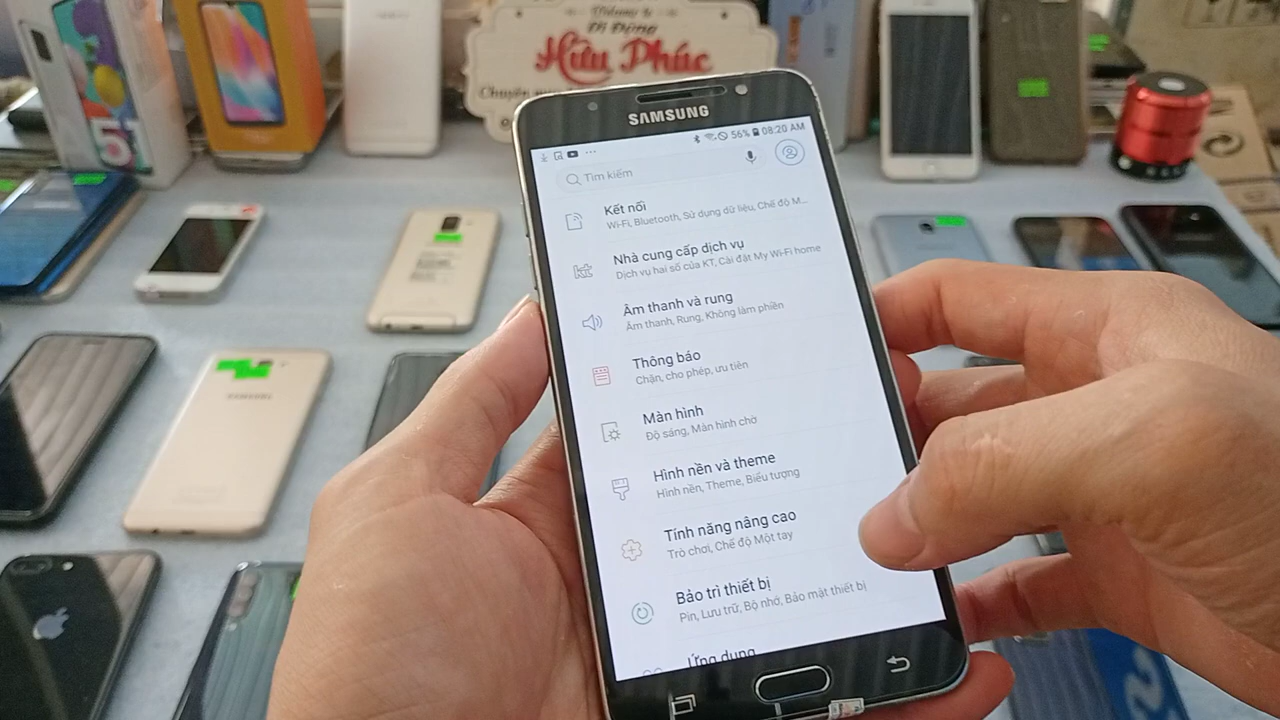 Di Động
Hữu Phúc
SAMSUNG
56% 08:20 AM
Tìm kiếm
Kết nối
Wi-Fi, Bluetooth, Sử dụng dữ liệu, Chế độ M...
Nhà cung cấp dịch vụ
kt
Dịch vụ hai số của KT, Cài đặt My Wi-Fi home
Âm thanh và rung
Âm thanh, Rung, Không làm phiền
Thông báo
Chặn, cho phép, ưu tiên
Màn hình
Độ sáng, Màn hình chờ
Hình nền và theme
Hình nền, Theme, Biểu tượng
Tính năng nâng cao
Trò chơi, Chế độ Một tay
Bảo trì thiết bị
Pin, Lưu trữ, Bộ nhớ, Bảo mật thiết bị
Ứng dụng